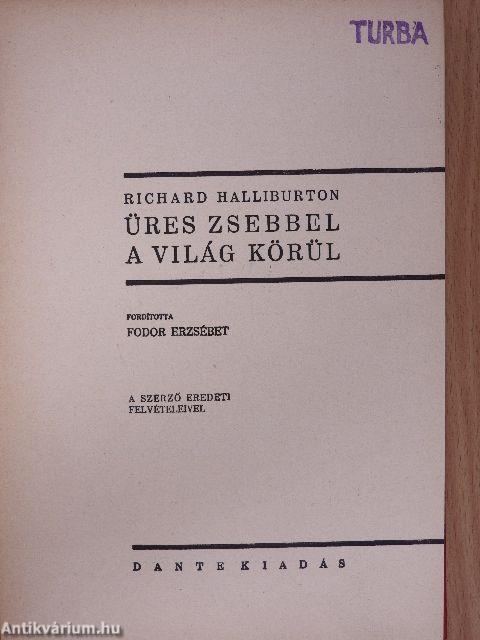 TURBA
RICHARD HALLIBURTON
ÜRES ZSEBBEL
A VILÁG KÖRÜL
FORDÍTOTTA
FODOR ERZSÉBET
A SZERZŐ EREDETI
FELVÉTELEIVEL
DANTE KIADÁS
Antikvárium.hu